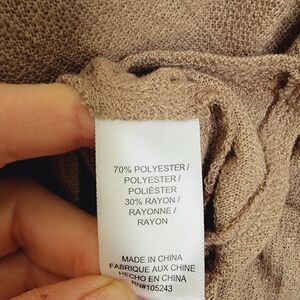 70% POLYESTER /
POLYESTER /
POLIÉSTER
30% RAYON /
RAYONNE /
RAYON
MADE IN CHINA
FABRIQUE AUX CHINE
HECHO EN CHINA
RN#105243